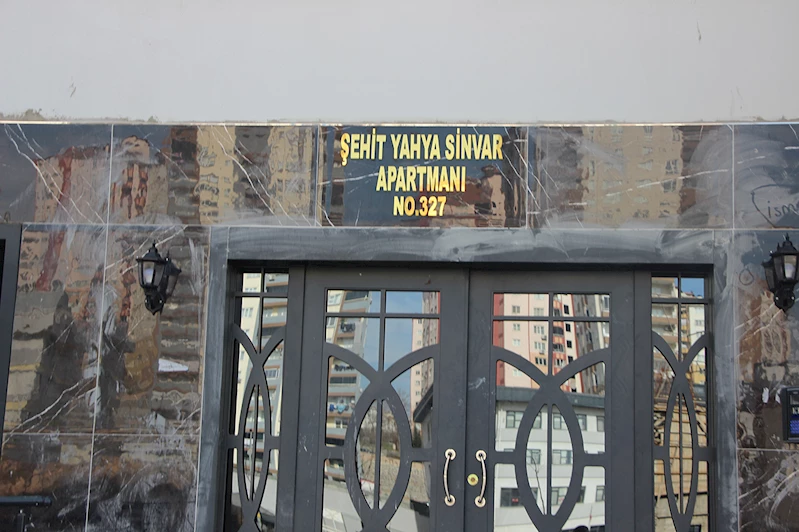 ŞEHİT YAHYA SİNVAR
APARTMANI
NO.327